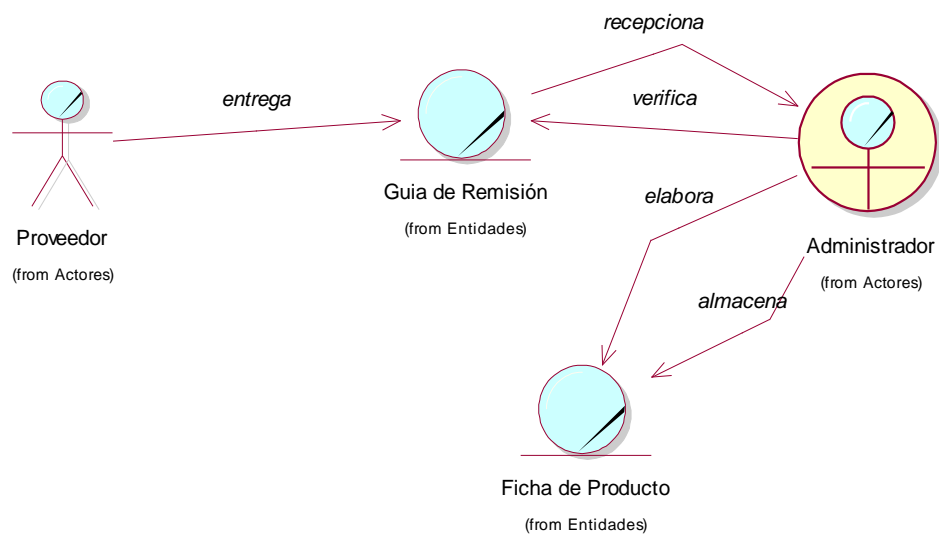 recepciona
entrega
verifica
Guia de Remisión
(from Entidades)
elabora
Proveedor
(from Actores)
Administrador
(from Actores)
almacena
Ficha de Producto
(from Entidades)